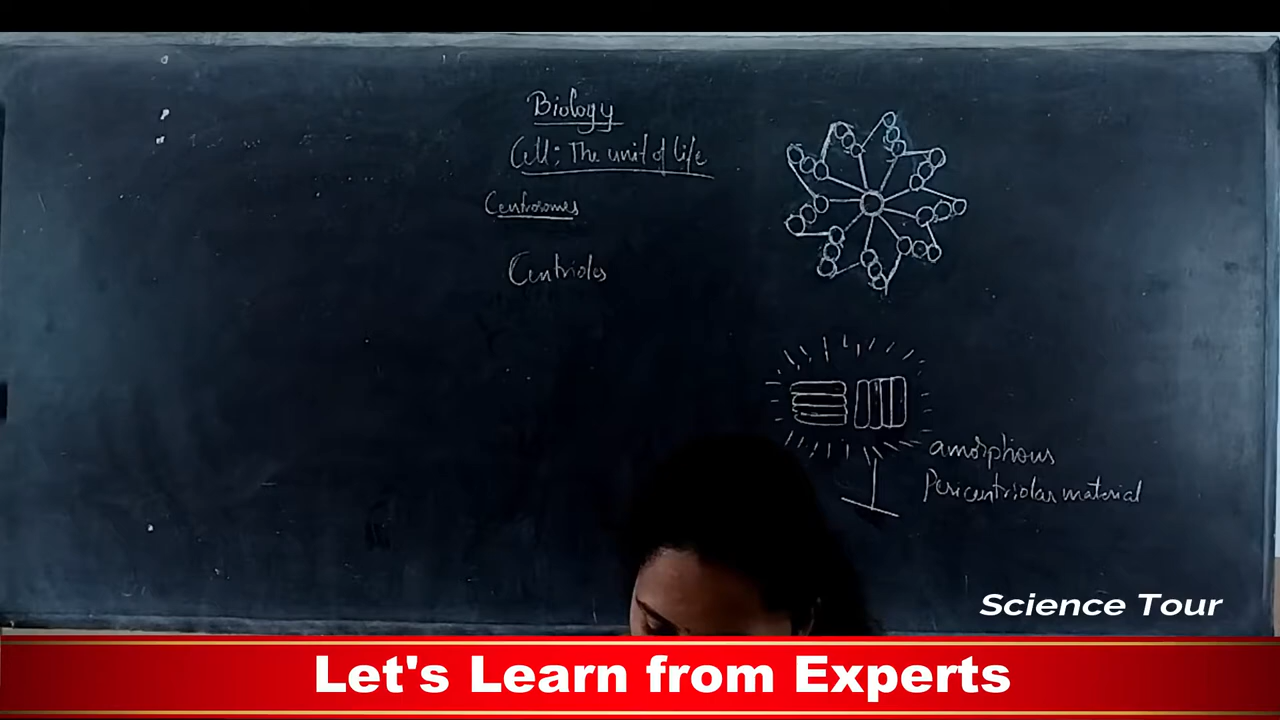 Biology
Cell: The unit of life
Centrosomes
Centrioles
amorphous
Pericentriolar material
Science Tour
Let's Learn from Experts